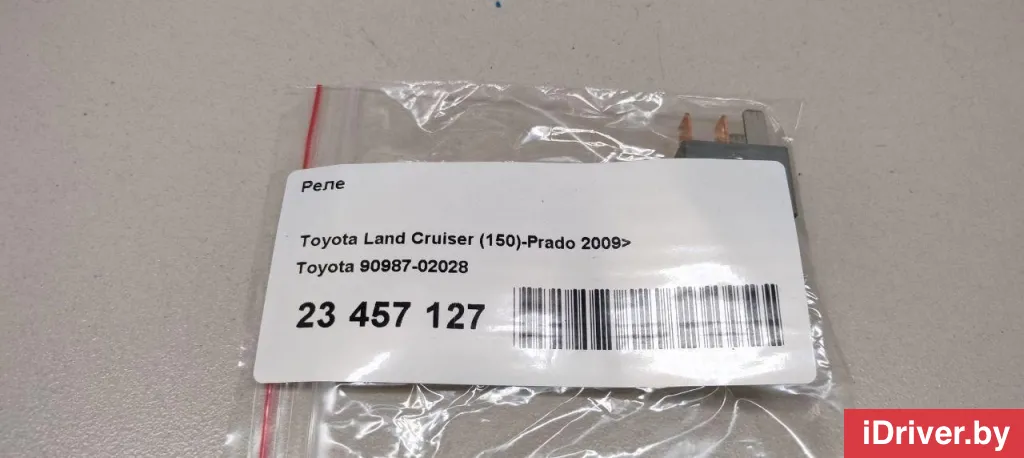 Реле
Toyota Land Cruiser (150)-Prado 2009>
Toyota 90987-02028
23 457 127
iDriver.by